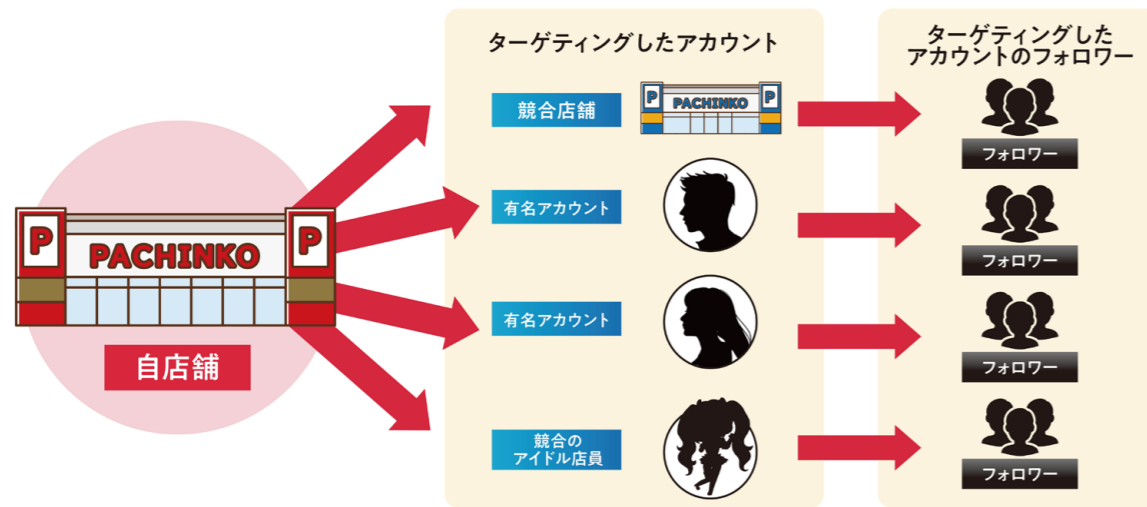 P
PACHINKO
P
自店舗
ターゲティングしたアカウント
競合店舗
P
PACHINKO
P
有名アカウント
有名アカウント
競合の
アイドル店員
ターゲティングした
アカウントのフォロワー
フォロワー
フォロワー
フォロワー
フォロワー